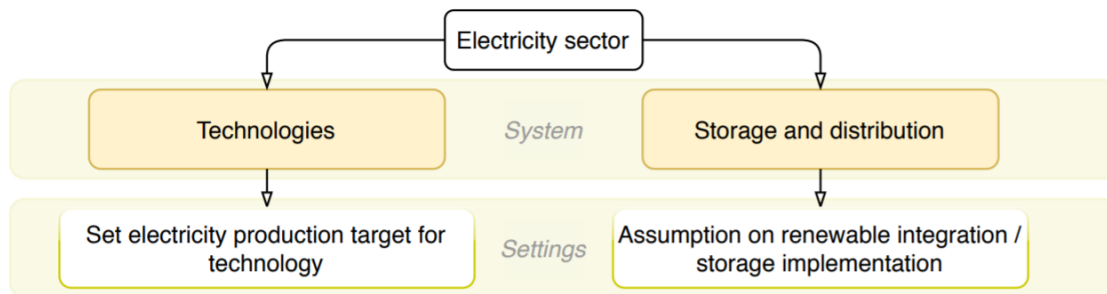 Electricity sector
Technologies
System
Storage and distribution
Set electricity production target for
technology
Settings
Assumption on renewable integration /
storage implementation